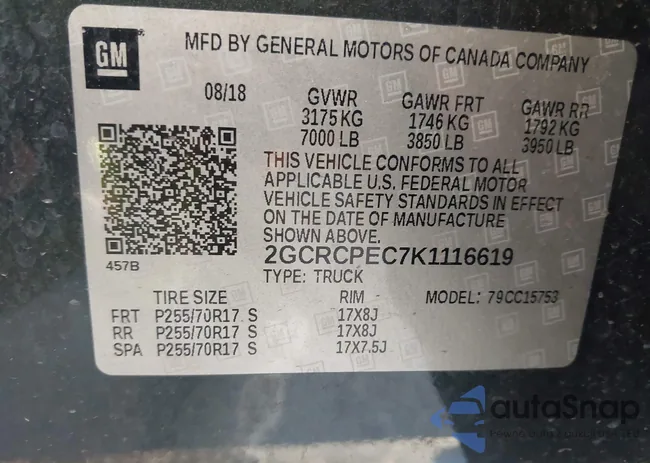 GM
MFD BY GENERAL MOTORS OF CANADA COMPANY
08/18 GVWR GAWR FRT GAWR RR
3175 KG 1746 KG 1792 KG
7000 LB 3850 LB 3950 LB
THIS VEHICLE CONFORMS TO ALL
APPLICABLE U.S. FEDERAL MOTOR
VEHICLE SAFETY STANDARDS IN EFFECT
ON THE DATE OF MANUFACTURE
SHOWN ABOVE.
457B
2GCRCPEC7K1116619
TYPE: TRUCK MODEL: 79CC15753
TIRE SIZE RIM
FRT P255/70R17 S 17X8J
RR P255/70R17 S 17X8J
SPA P255/70R17 S 17X7.5J
autoSnap